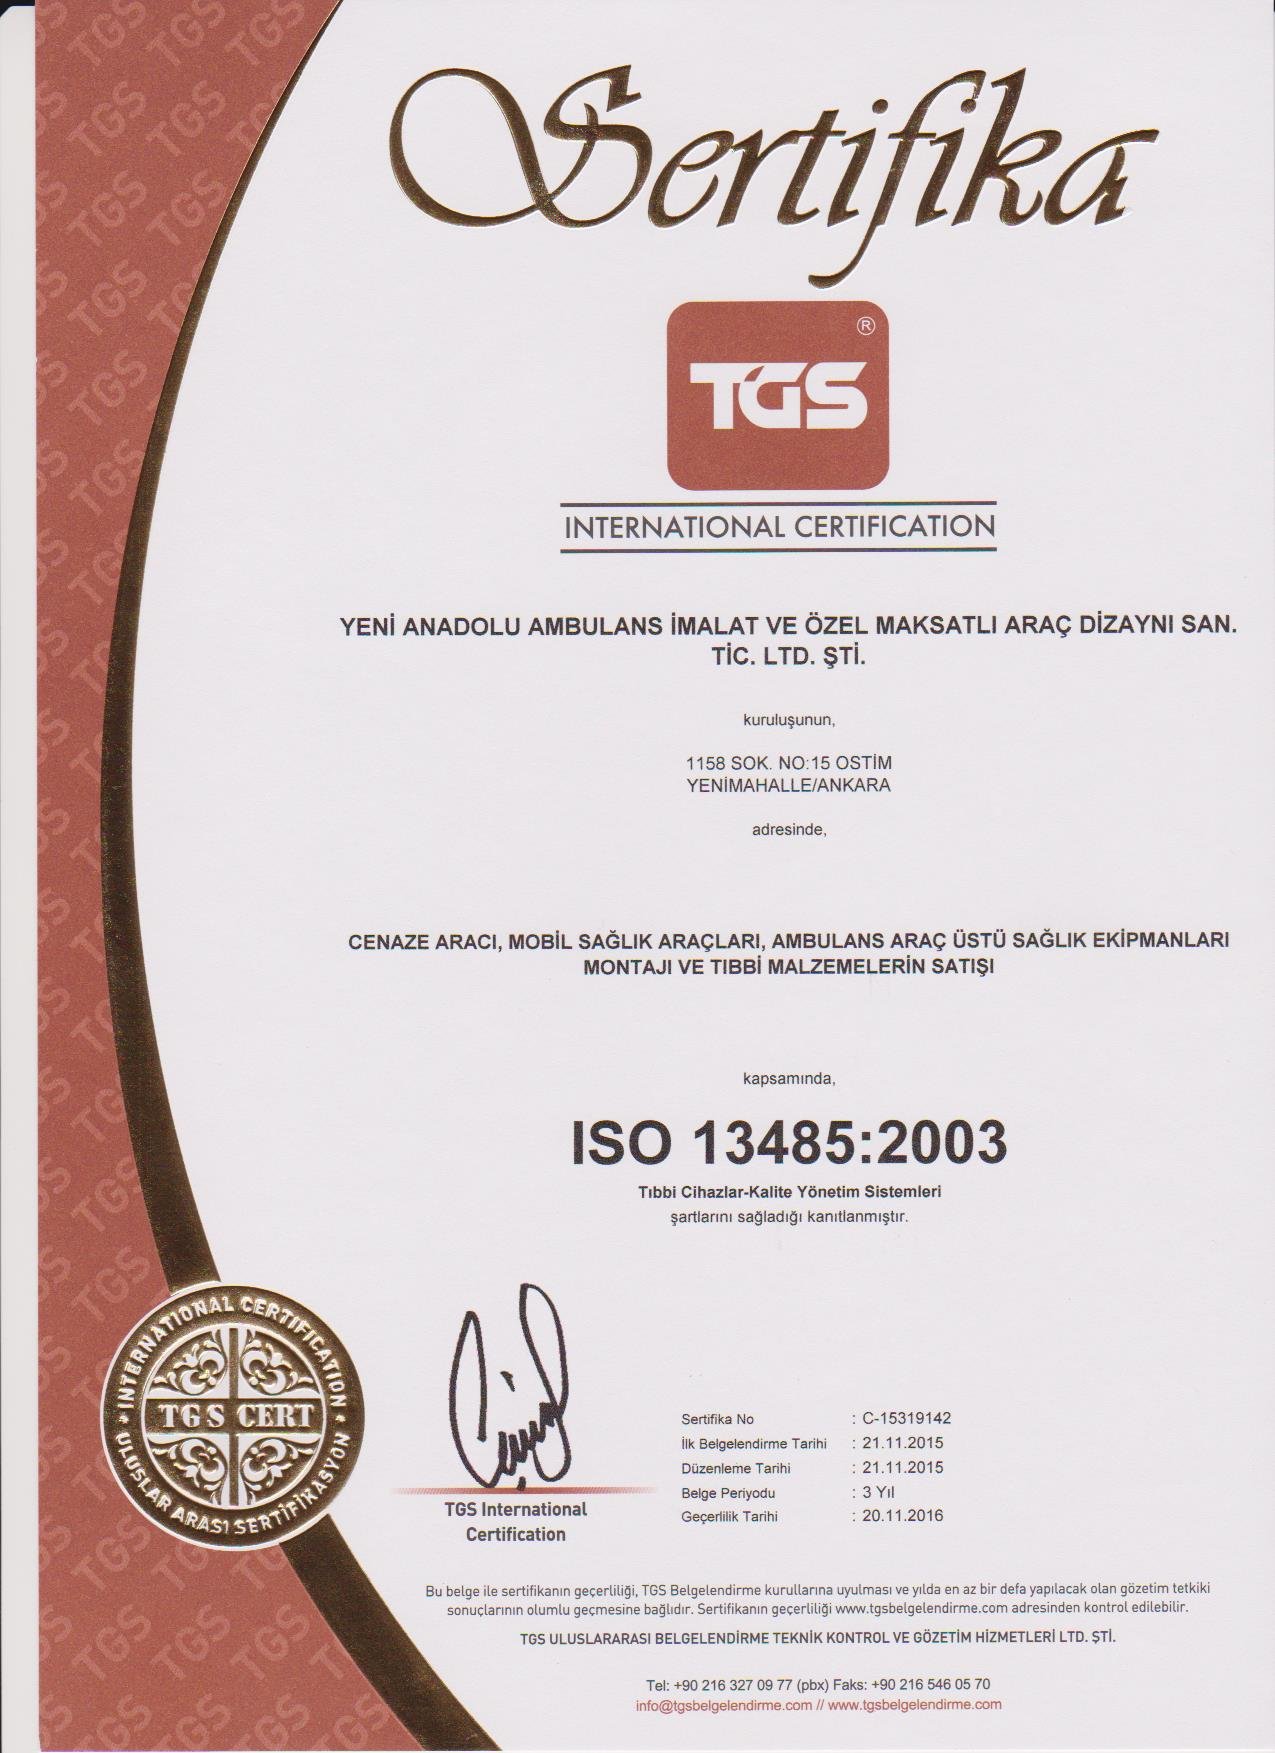 Sertifika
TGS ®
INTERNATIONAL CERTIFICATION
YENİ ANADOLU AMBULANS İMALAT VE ÖZEL MAKSATLI ARAÇ DİZAYNI SAN.
TİC. LTD. ŞTİ.
kuruluşunun,
1158 SOK. NO:15 OSTİM
YENİMAHALLE/ANKARA
adresinde,
CENAZE ARACI, MOBİL SAĞLIK ARAÇLARI, AMBULANS ARAÇ ÜSTÜ SAĞLIK EKİPMANLARI
MONTAJI VE TIBBİ MALZEMELERİN SATIŞI
kapsamında,
ISO 13485:2003
Tıbbi Cihazlar-Kalite Yönetim Sistemleri
şartlarını sağladığı kanıtlanmıştır.
INTERNATIONAL CERTIFICATION
TGS CERT
ULUSLAR ARASI SERTİFİKASYON
TGS International
Certification
Sertifika No : C-15319142
İlk Belgelendirme Tarihi : 21.11.2015
Düzenleme Tarihi : 21.11.2015
Belge Periyodu : 3 Yıl
Geçerlilik Tarihi : 20.11.2016
Bu belge ile sertifikanın geçerliliği, TGS Belgelendirme kurullarına uyulması ve yılda en az bir defa yapılacak olan gözetim tetkiki
sonuçlarının olumlu geçmesine bağlıdır. Sertifikanın geçerliliği www.tgsbelgelendirme.com adresinden kontrol edilebilir.
TGS ULUSLARARASI BELGELENDİRME TEKNİK KONTROL VE GÖZETİM HİZMETLERİ LTD. ŞTİ.
Tel: +90 216 327 09 77 (pbx) Faks: +90 216 546 05 70
info@tgsbelgelendirme.com // www.tgsbelgelendirme.com